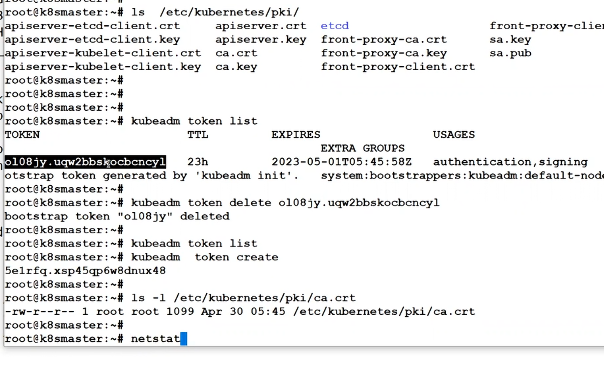 root@k8smaster:~# ls  /etc/kubernetes/pki/
apiserver-etcd-client.crt    apiserver.crt  etcd                    front-proxy-clie
apiserver-etcd-client.key    apiserver.key  front-proxy-ca.crt      sa.key
apiserver-kubelet-client.crt  ca.crt         front-proxy-ca.key      sa.pub
apiserver-kubelet-client.key  ca.key         front-proxy-client.crt
root@k8smaster:~#
root@k8smaster:~#
root@k8smaster:~#
root@k8smaster:~# kubeadm token list
TOKEN                     TTL         EXPIRES                USAGES
EXTRA GROUPS
ol08jy.uqw2bbskocbcncyl   23h         2023-05-01T05:45:58Z   authentication,signing
otstrap token generated by 'kubeadm init'.   system:bootstrappers:kubeadm:default-node
root@k8smaster:~#
root@k8smaster:~# kubeadm token delete ol08jy.uqw2bbskocbcncyl
bootstrap token "ol08jy" deleted
root@k8smaster:~#
root@k8smaster:~# kubeadm token list
root@k8smaster:~# kubeadm  token create
5e1rfq.xsp45qp6w8dnux48
root@k8smaster:~#
root@k8smaster:~# ls -l /etc/kubernetes/pki/ca.crt
-rw-r--r-- 1 root root 1099 Apr 30 05:45 /etc/kubernetes/pki/ca.crt
root@k8smaster:~#
root@k8smaster:~# netstat